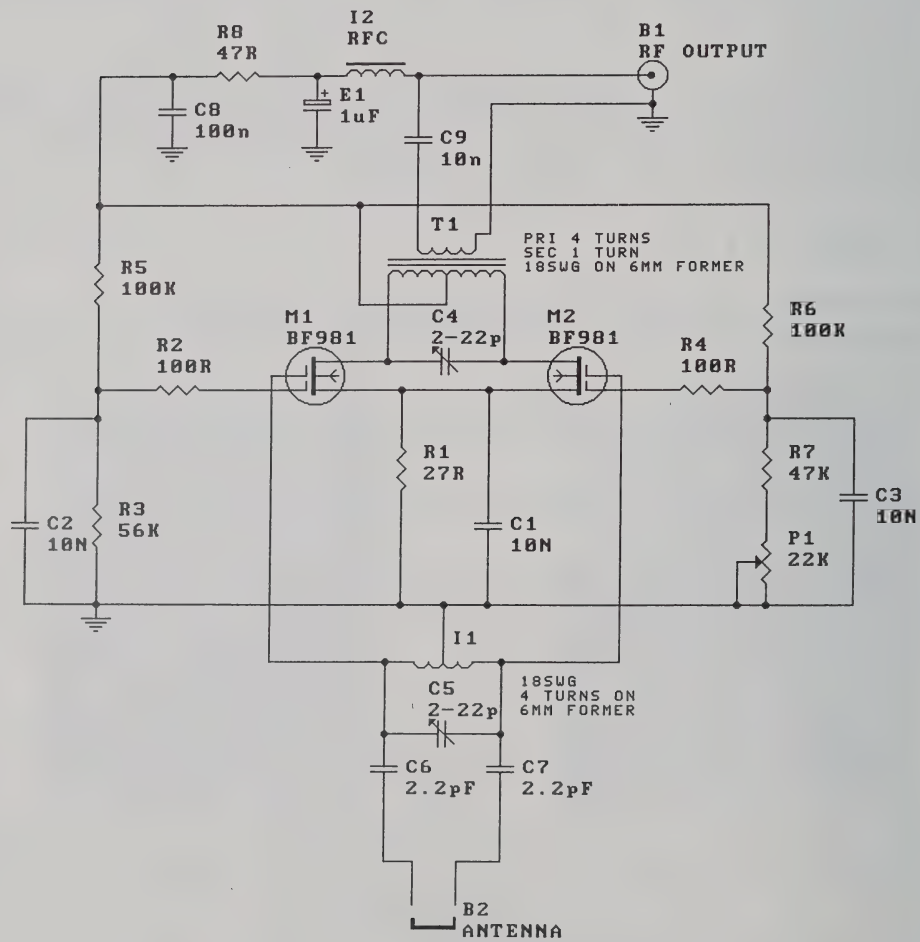 I2
RFC
R8
47R
B1
RF OUTPUT
+
E1
1uF
C8
100n
C9
10n
T1
PRI 4 TURNS
SEC 1 TURN
18SWG ON 6MM FORMER
R5
100K
R6
100K
M1
BF981
C4
2-22p
M2
BF981
R2
100R
R4
100R
R1
27R
R7
47K
C2
10N
R3
56K
C1
10N
C3
10N
P1
22K
I1
18SWG
4 TURNS ON
6MM FORMER
C5
2-22p
C6
2.2pF
C7
2.2pF
B2
ANTENNA